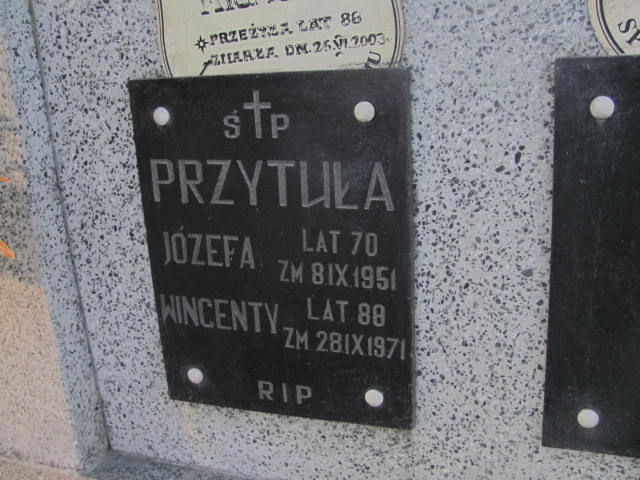 PRZEŻYŁA LAT 86
ZMARŁA DN. 26.VI.2003
Ś P
PRZYTUŁA
JÓZEFA LAT 70
ZM 8 IX 1951
WINCENTY LAT 88
ZM. 28 IX 1971
RIP
SP